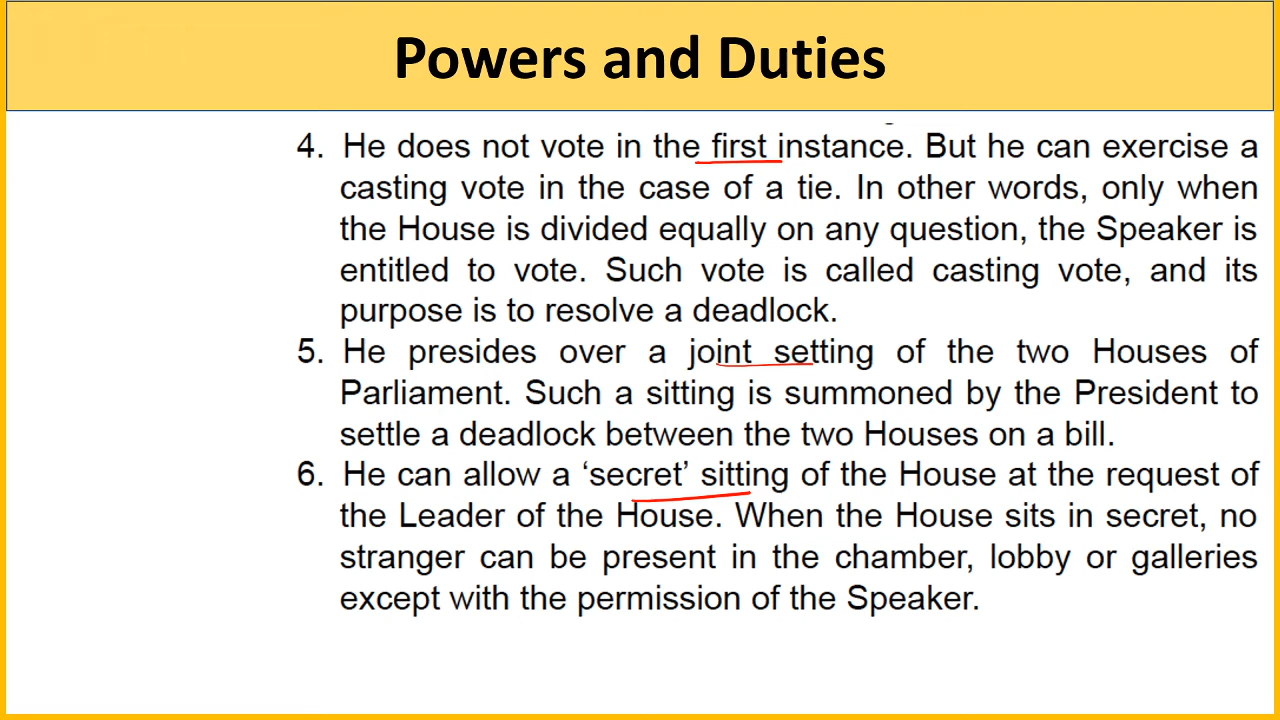 Powers and Duties
4. He does not vote in the first instance. But he can exercise a
casting vote in the case of a tie. In other words, only when
the House is divided equally on any question, the Speaker is
entitled to vote. Such vote is called casting vote, and its
purpose is to resolve a deadlock.
5. He presides over a joint setting of the two Houses of
Parliament. Such a sitting is summoned by the President to
settle a deadlock between the two Houses on a bill.
6. He can allow a ‘secret’ sitting of the House at the request of
the Leader of the House. When the House sits in secret, no
stranger can be present in the chamber, lobby or galleries
except with the permission of the Speaker.